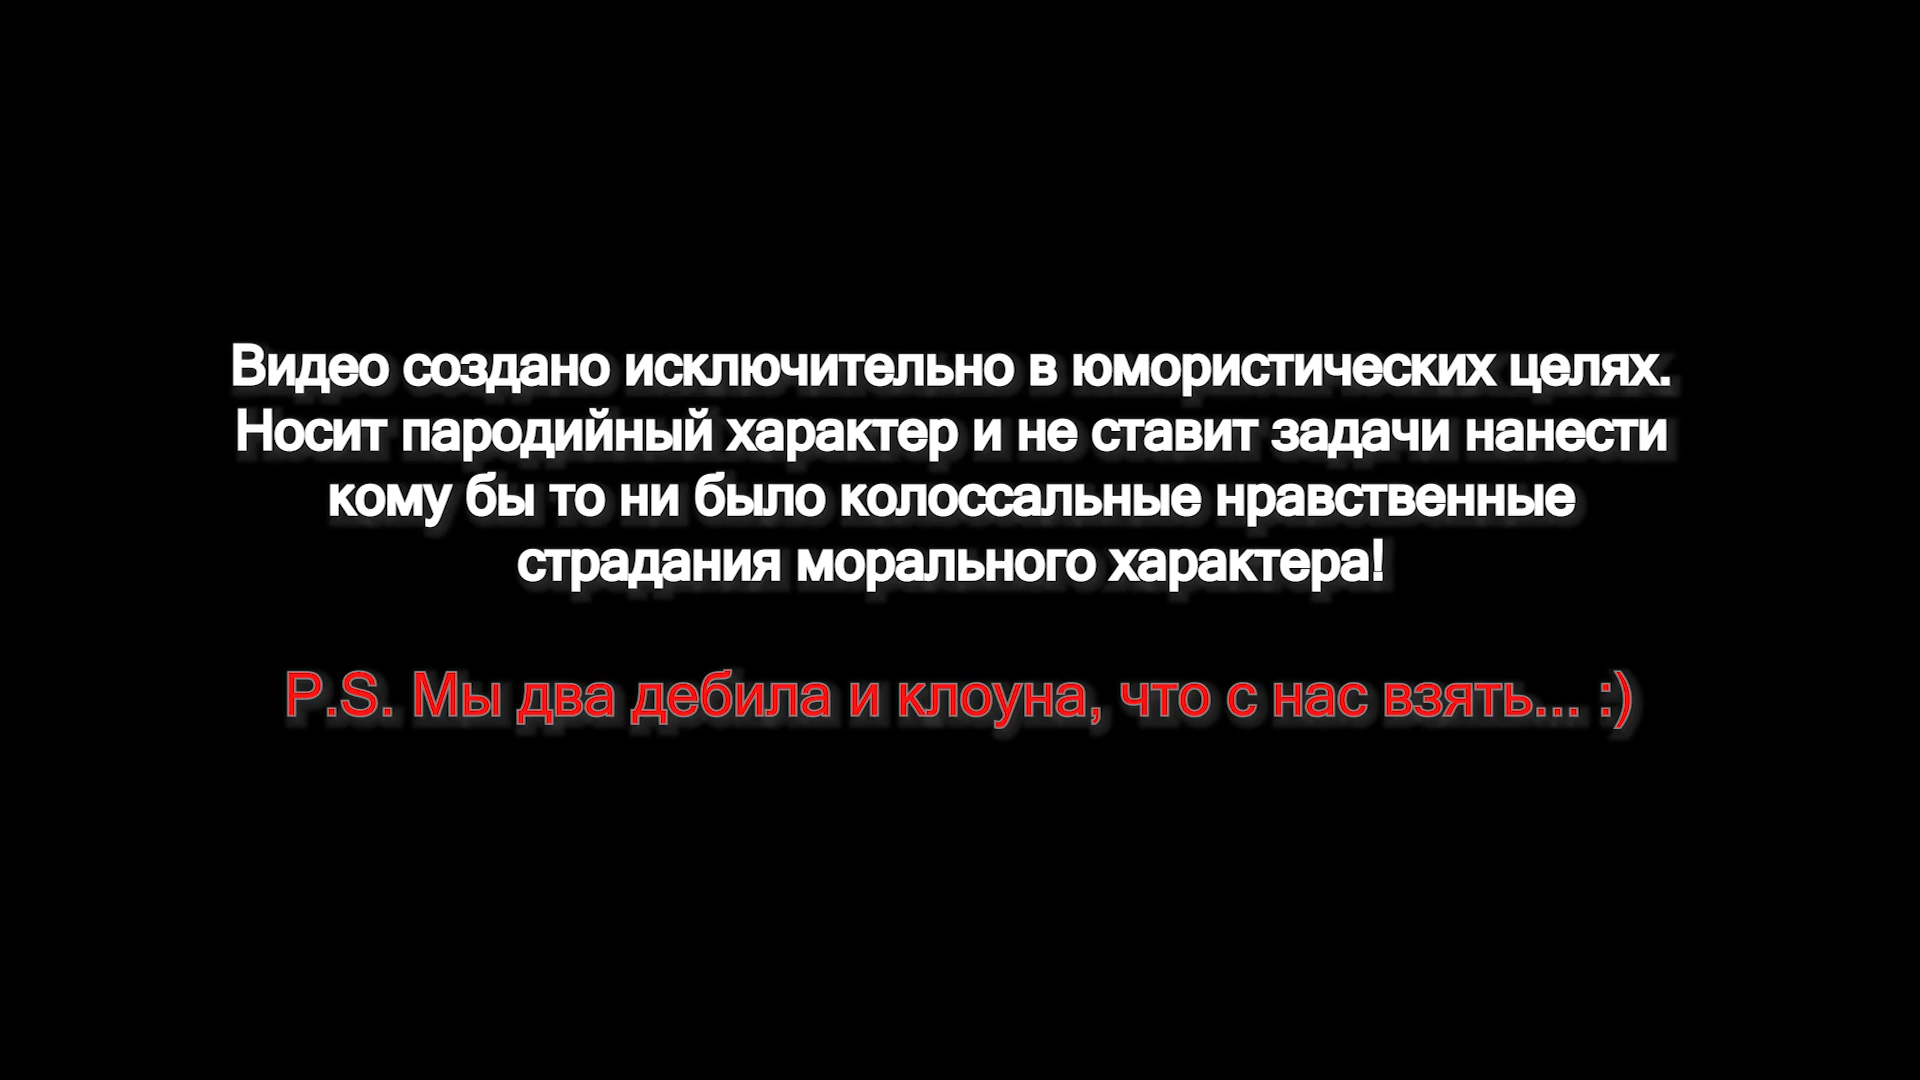 Видео создано исключительно в юмористических целях.
Носит пародийный характер и не ставит задачи нанести
кому бы то ни было колоссальные нравственные
страдания морального характера!
P.S. Мы два дебила и клоуна, что с нас взять... :)